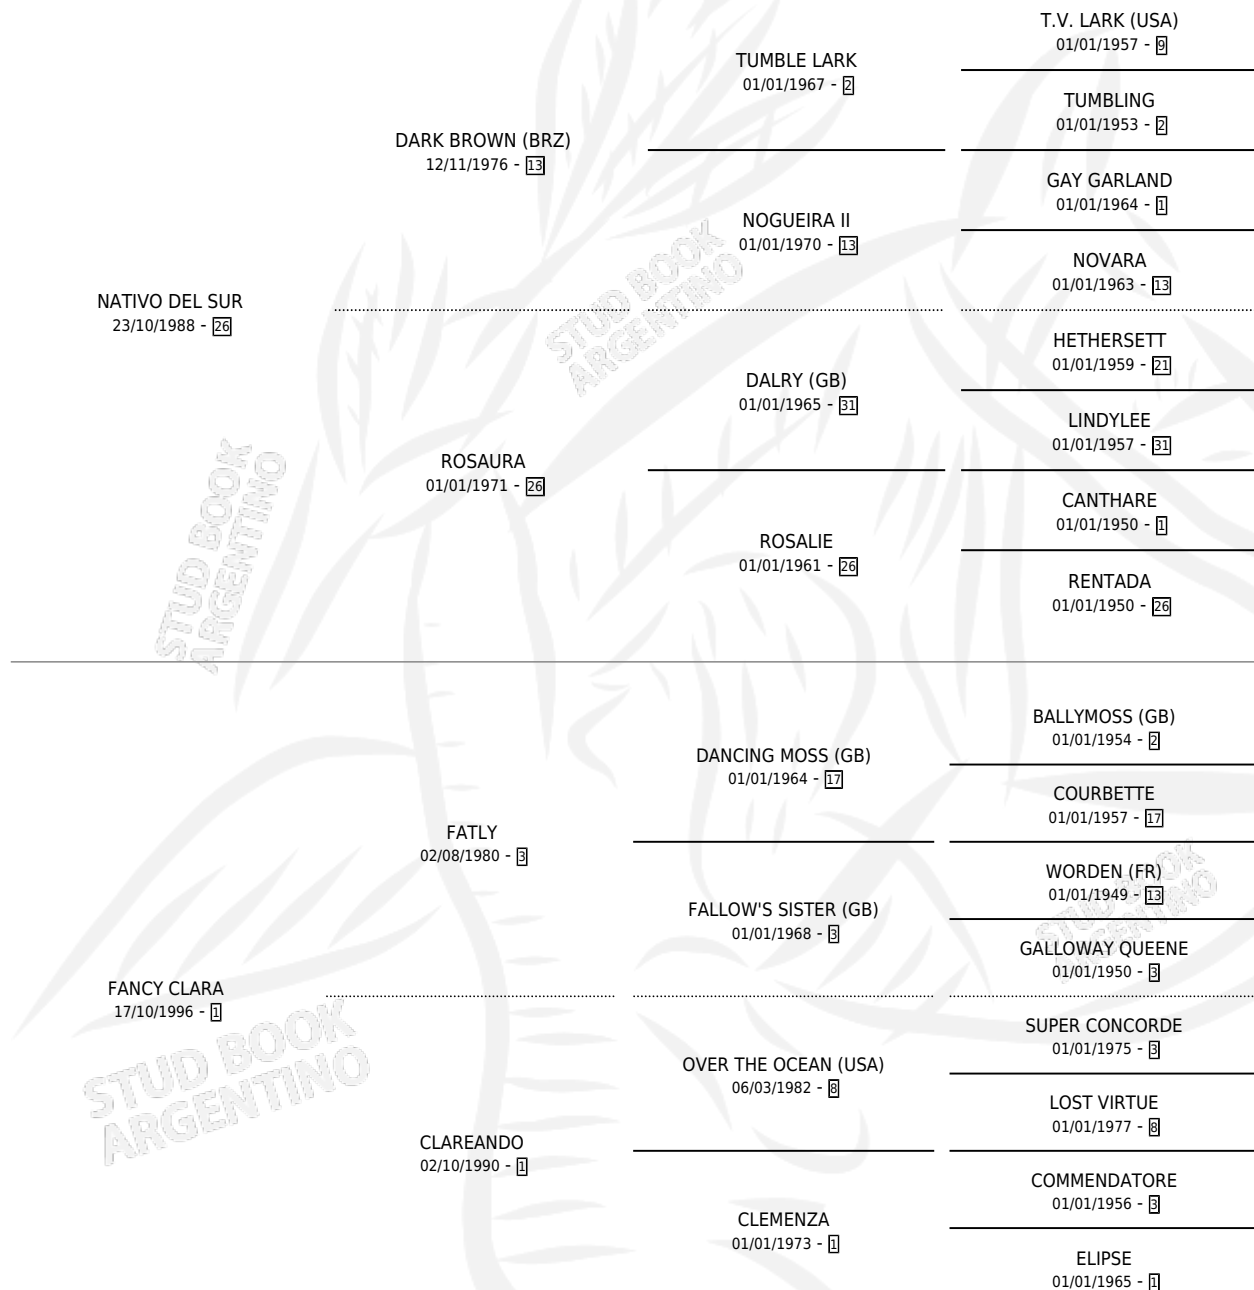 T.V. LARK (USA)
01/01/1957 - 9
TUMBLE LARK
01/01/1967 - 2
TUMBLING
01/01/1953 - 2
DARK BROWN (BRZ)
12/11/1976 - 13
GAY GARLAND
01/01/1964 - 1
NOGUEIRA II
01/01/1970 - 13
NOVARA
01/01/1963 - 13
NATIVO DEL SUR
23/10/1988 - 26
HETHERSETT
01/01/1959 - 21
DALRY (GB)
01/01/1965 - 31
LINDYLEE
01/01/1957 - 31
ROSAURA
01/01/1971 - 26
CANTHARE
01/01/1950 - 1
ROSALIE
01/01/1961 - 26
RENTADA
01/01/1950 - 26
STUD BOOK
ARGENTINO
STUD BOOK
ARGENTINO
BALLYMOSS (GB)
01/01/1954 - 2
DANCING MOSS (GB)
01/01/1964 - 17
COURBETTE
01/01/1957 - 17
FATLY
02/08/1980 - 3
WORDEN (FR)
01/01/1949 - 13
FALLOW'S SISTER (GB)
01/01/1968 - 3
GALLOWAY QUEENE
01/01/1950 - 3
STUD BOOK
ARGENTINO
FANCY CLARA
17/10/1996 - 1
SUPER CONCORDE
01/01/1975 - 3
OVER THE OCEAN (USA)
06/03/1982 - 8
LOST VIRTUE
01/01/1977 - 8
STUD BOOK
ARGENTINO
CLAREANDO
02/10/1990 - 1
COMMENDATORE
01/01/1956 - 3
CLEMENZA
01/01/1973 - 1
ELIPSE
01/01/1965 - 1